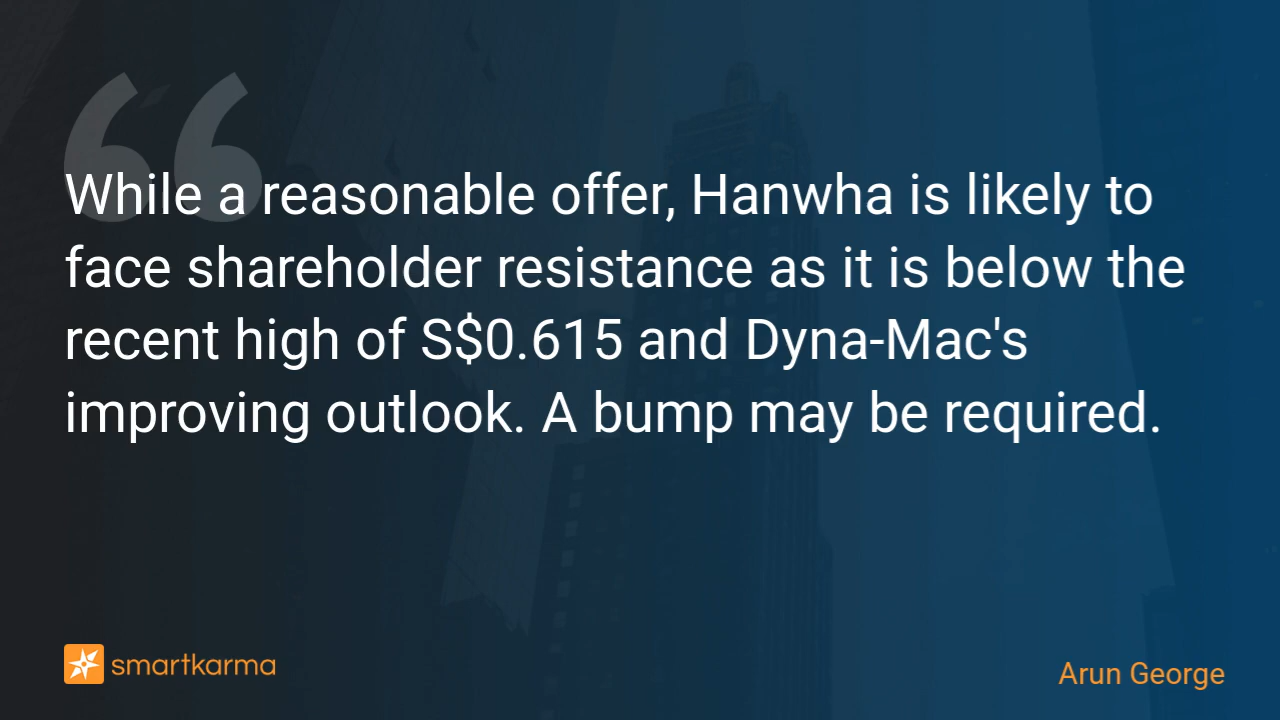 While a reasonable offer, Hanwha is likely to
face shareholder resistance as it is below the
recent high of S$0.615 and Dyna-Mac's
improving outlook. A bump may be required.
smartkarma
Arun George